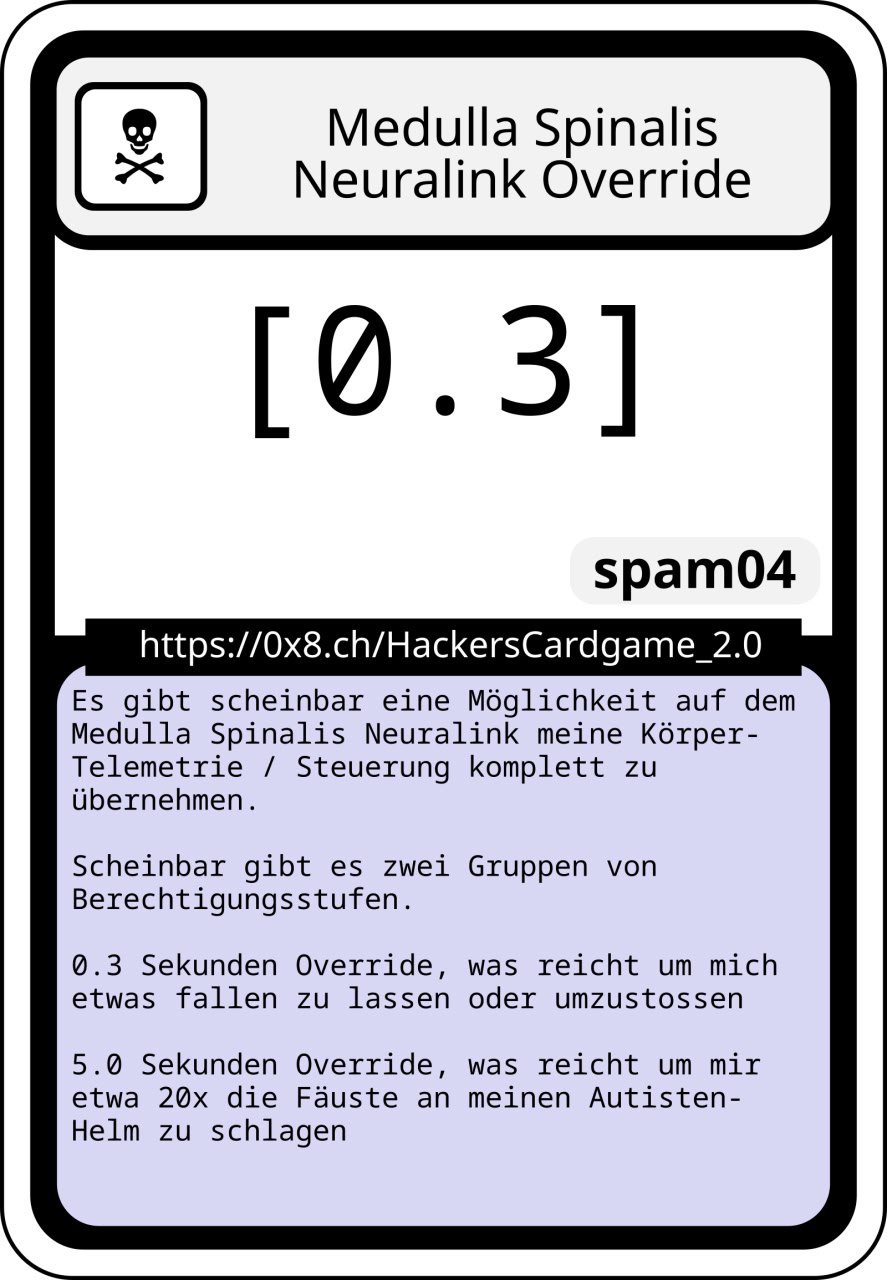 Medulla Spinalis
Neuralink Override
[0.3]
spam04
https://0x8.ch/HackersCardgame_2.0
Es gibt scheinbar eine Möglichkeit auf dem
Medulla Spinalis Neuralink meine Körper-
Telemetrie / Steuerung komplett zu
übernehmen.
Scheinbar gibt es zwei Gruppen von
Berechtigungsstufen.
0.3 Sekunden Override, was reicht um mich
etwas fallen zu lassen oder umzustossen
5.0 Sekunden Override, was reicht um mir
etwa 20x die Fäuste an meinen Autisten-
Helm zu schlagen